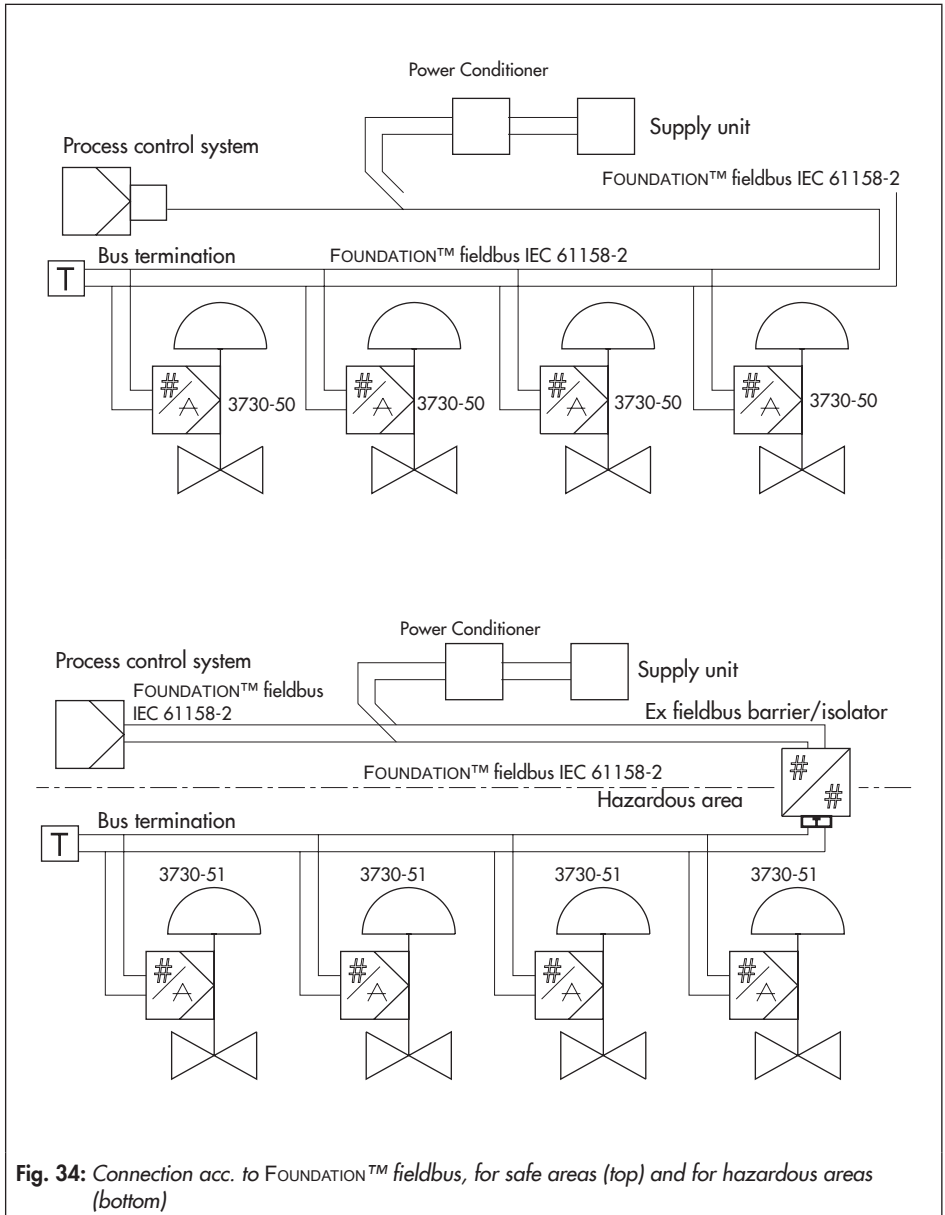 Power Conditioner
Supply unit
Process control system
FOUNDATION™ fieldbus IEC 61158-2
Bus termination
FOUNDATION™ fieldbus IEC 61158-2
T
# A
3730-50
# A
3730-50
# A
3730-50
# A
3730-50
Power Conditioner
Process control system
Supply unit
FOUNDATION™ fieldbus
IEC 61158-2
Ex fieldbus barrier/isolator
FOUNDATION™ fieldbus IEC 61158-2
# #
Hazardous area
Bus termination
T
T
3730-51
3730-51
3730-51
3730-51
# A
# A
# A
# A
Fig. 34: Connection acc. to FOUNDATION™ fieldbus, for safe areas (top) and for hazardous areas
(bottom)